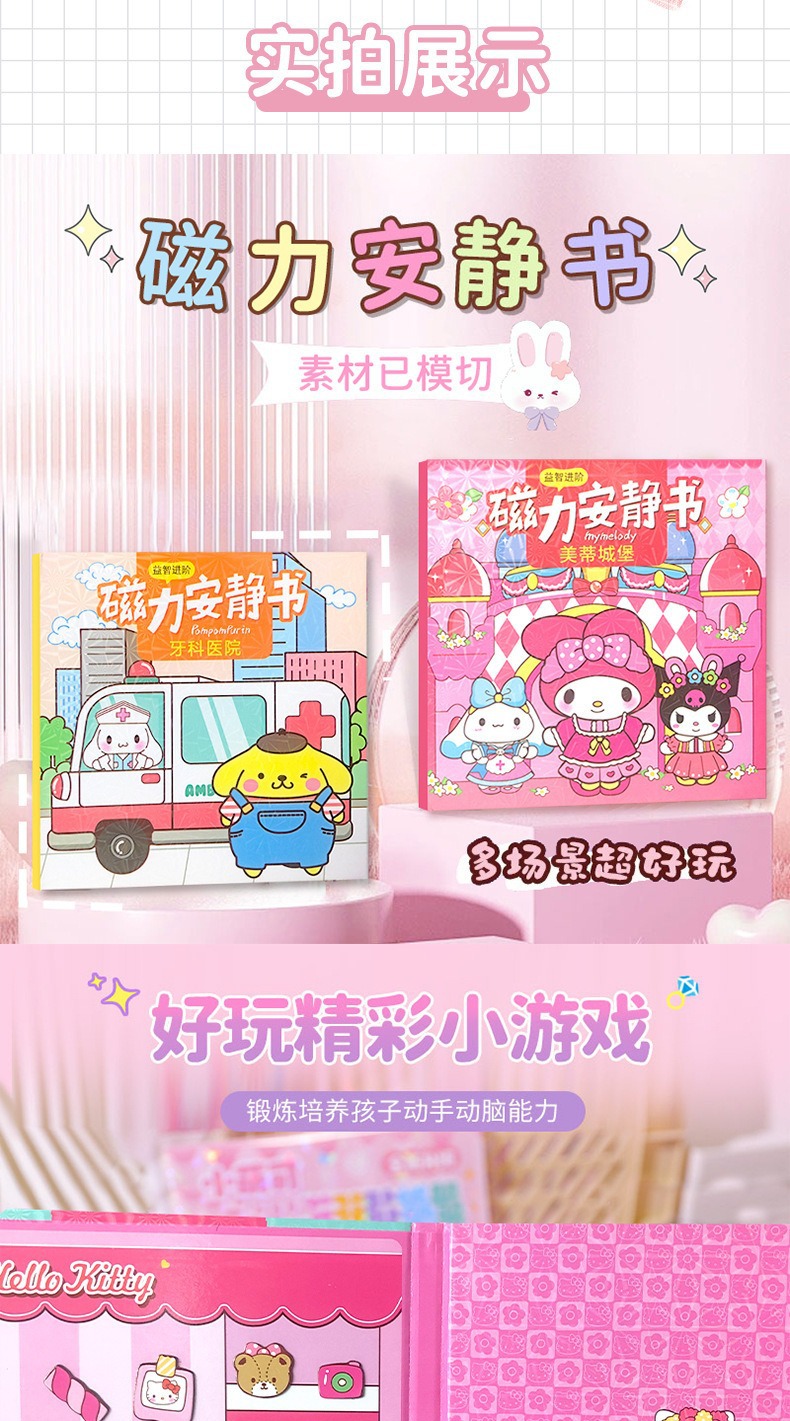 实拍展示
磁力安静书
素材已模切
益智进阶
磁力安静书
mymelody
美蒂城堡
益智进阶
磁力安静书
Pompompurin
牙科医院
AMB
多场景超好玩
好玩精彩小游戏
锻炼培养孩子动手动脑能力
Hello Kitty